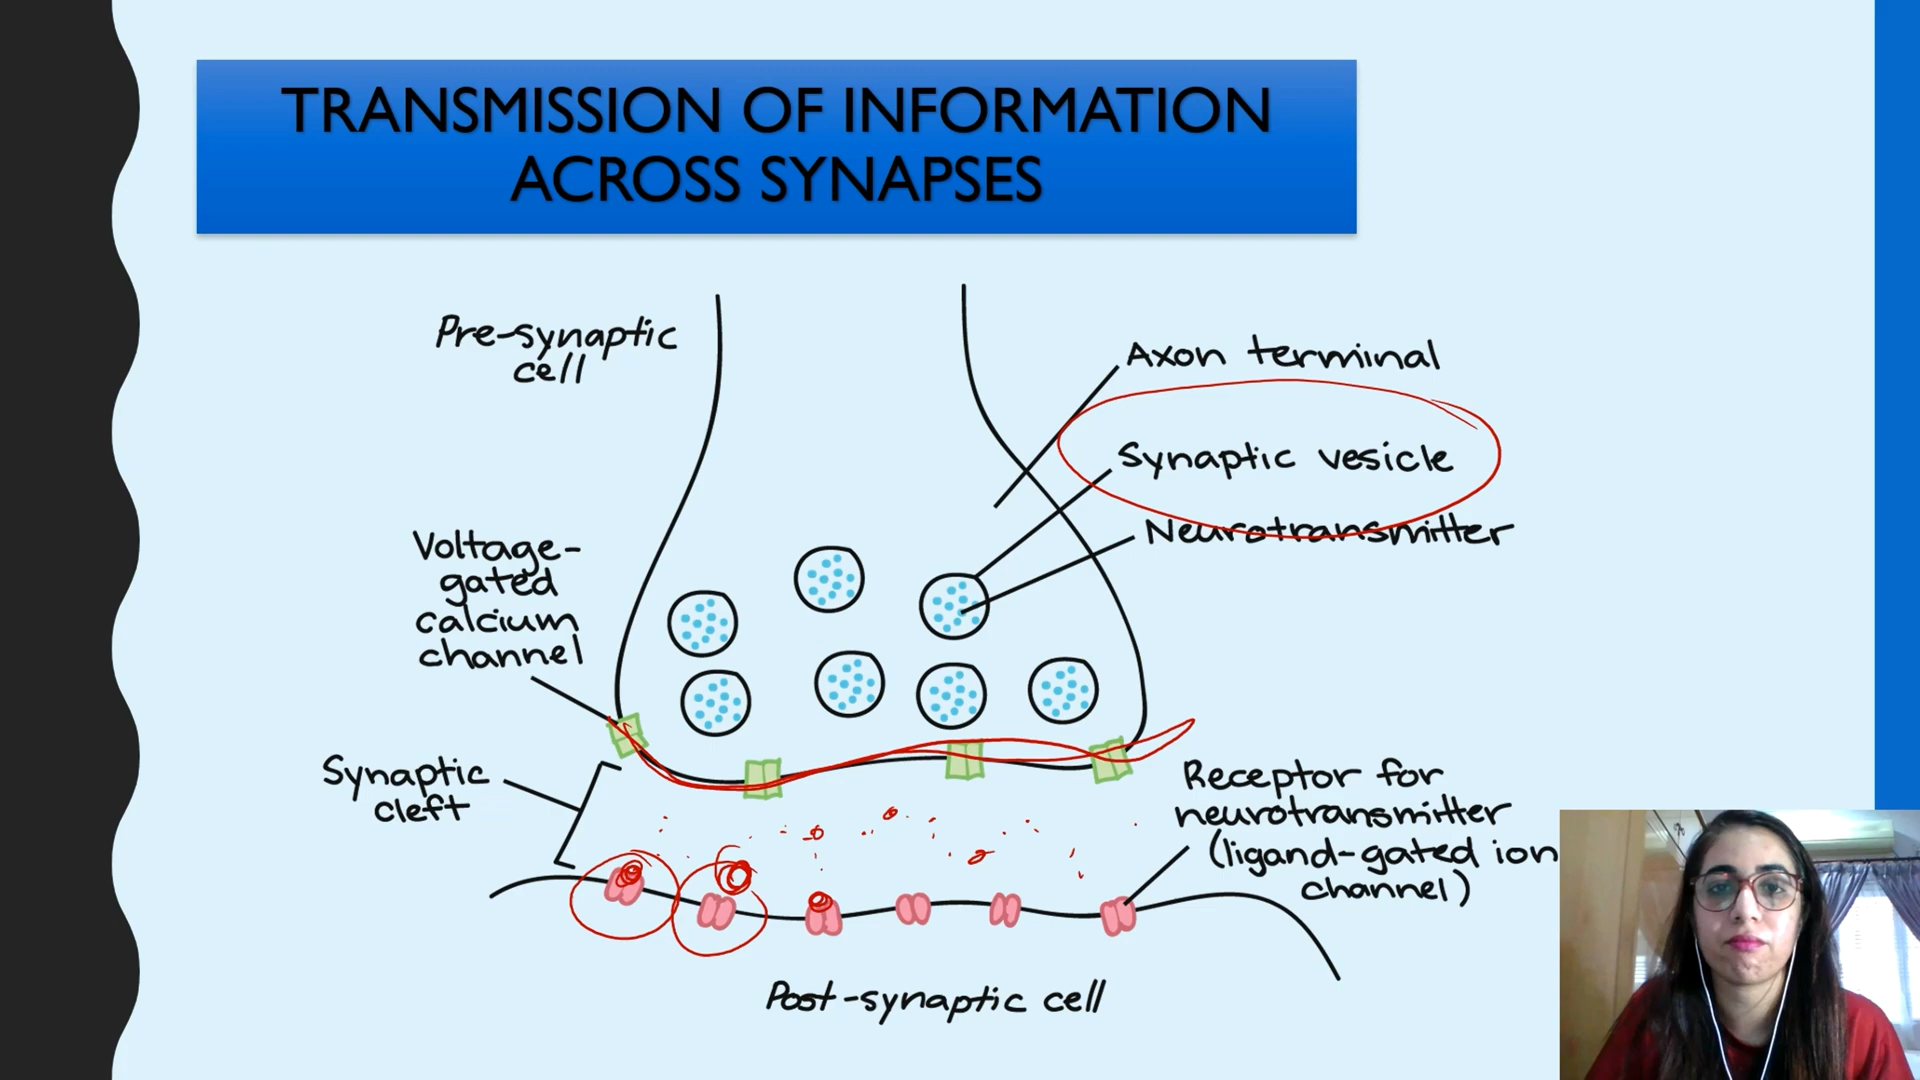 TRANSMISSION OF INFORMATION
ACROSS SYNAPSES
Pre-synaptic
cell
Axon terminal
Synaptic vesicle
Neurotransmitter
Voltage-
gated
calcium
channel
Synaptic
cleft
Receptor for
neurotransmitter
(ligand-gated ion
channel)
Post-synaptic cell